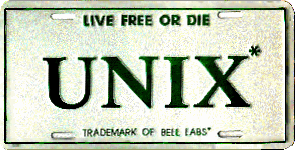 LIVE FREE OR DIE
UNIX*
TRADEMARK OF BELL LABS*